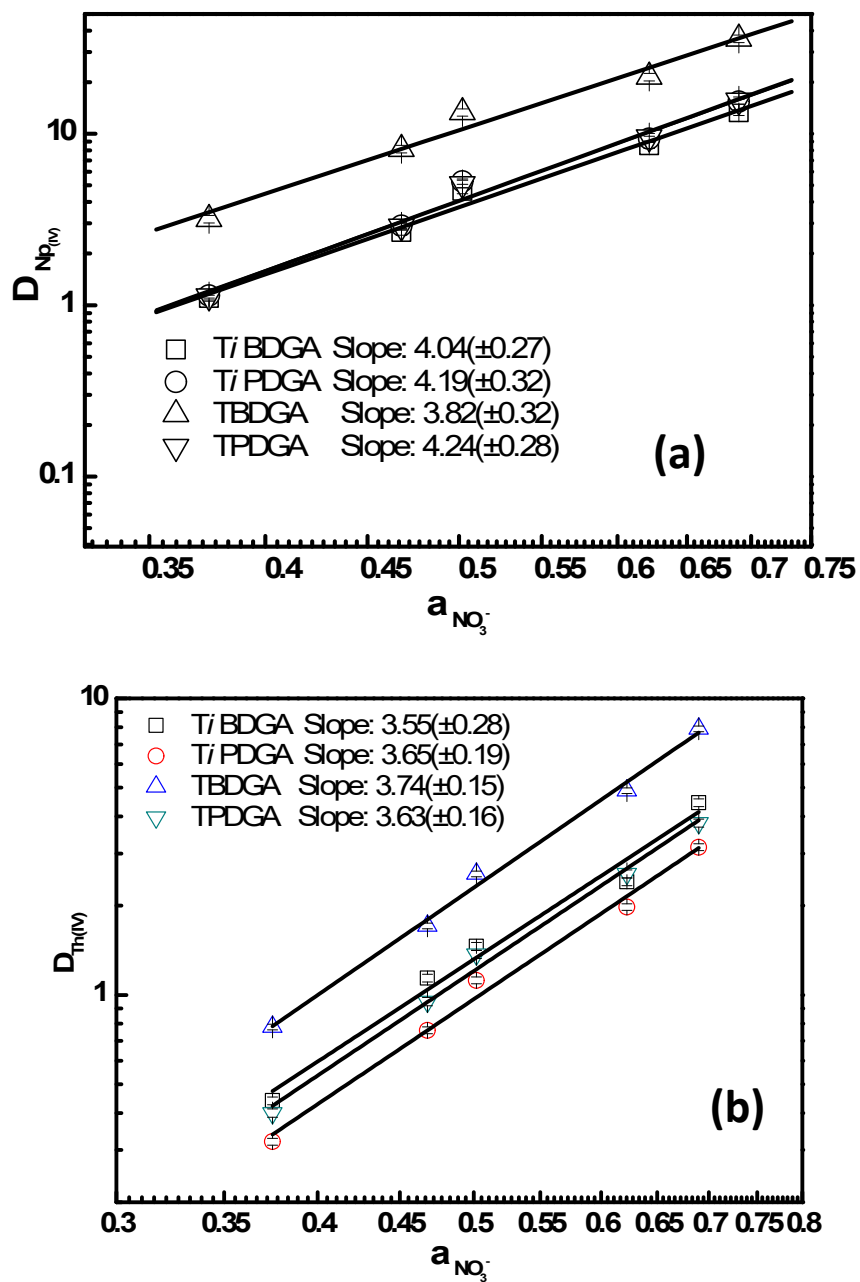 10
1
0.1
D Np(IV)
Ti BDGA Slope: 4.04(±0.27)
Ti PDGA Slope: 4.19(±0.32)
TBDGA Slope: 3.82(±0.32)
TPDGA Slope: 4.24(±0.28)
(a)
0.35 0.4 0.45 0.5 0.55 0.6 0.65 0.7 0.75
a NO₃⁻
10
1
D Th(IV)
Ti BDGA Slope: 3.55(±0.28)
Ti PDGA Slope: 3.65(±0.19)
TBDGA Slope: 3.74(±0.15)
TPDGA Slope: 3.63(±0.16)
(b)
0.3 0.35 0.4 0.45 0.5 0.55 0.6 0.65 0.7 0.75 0.8
a NO₃⁻